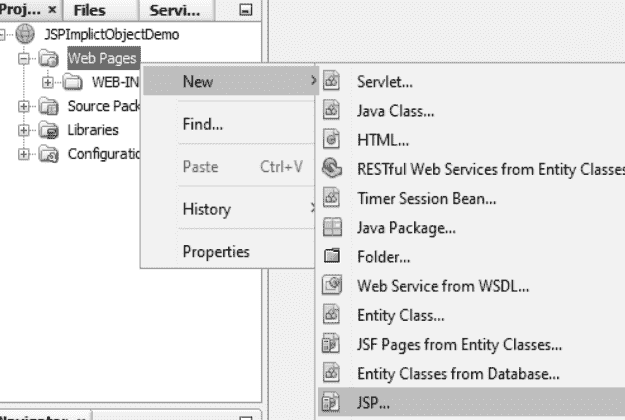 Proj... × Files Servi...
JSPImplictObjectDemo
Web Pages
WEB-IN
Source Pack
Libraries
Configuratio
New
Find...
Paste Ctrl+V
History
Properties
Servlet...
Java Class...
HTML...
RESTful Web Services from Entity Classes
Timer Session Bean...
Java Package...
Folder...
Web Service from WSDL...
Entity Class...
JSF Pages from Entity Classes...
Entity Classes from Database...
JSP...